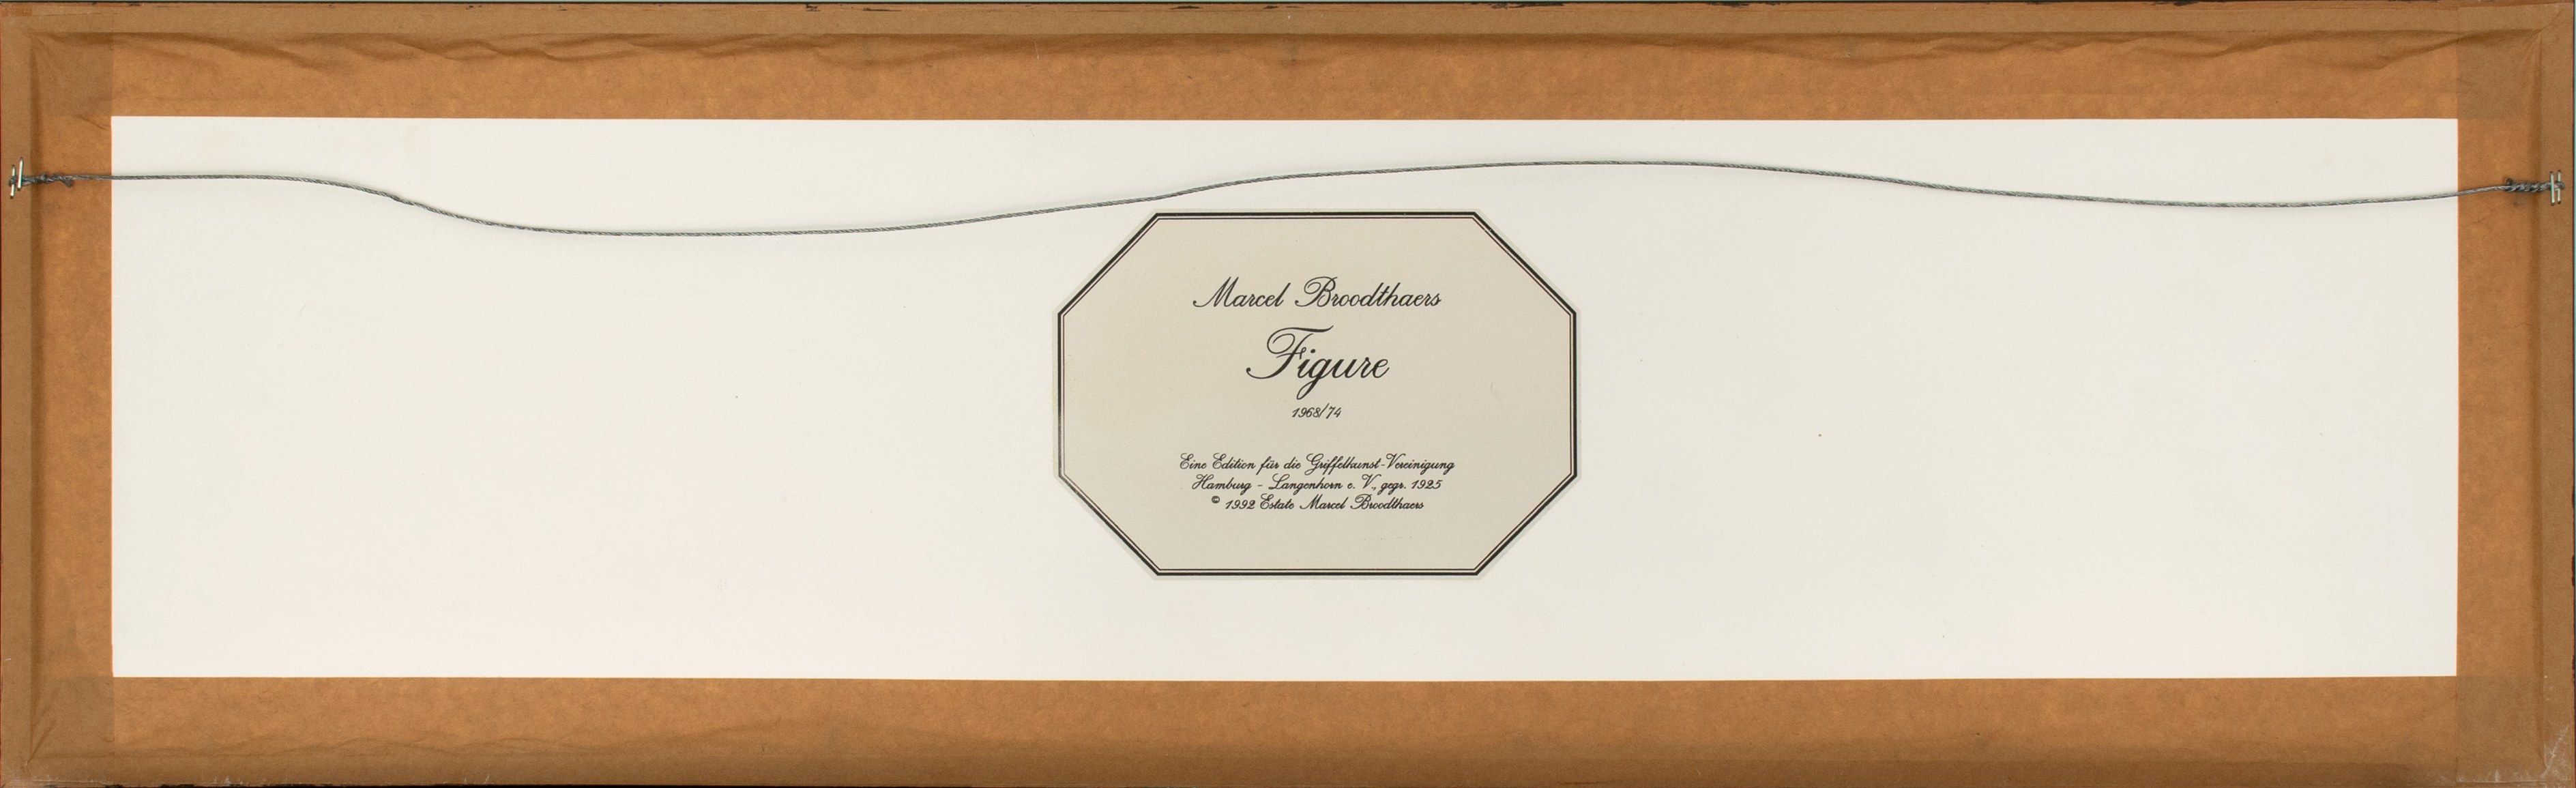 Marcel Broodthaers
Figure
1968/74
Eine Edition für die Griffelkunst-Vereinigung
Hamburg - Langenhorn e. V., gegr. 1925
© 1992 Estate Marcel Broodthaers